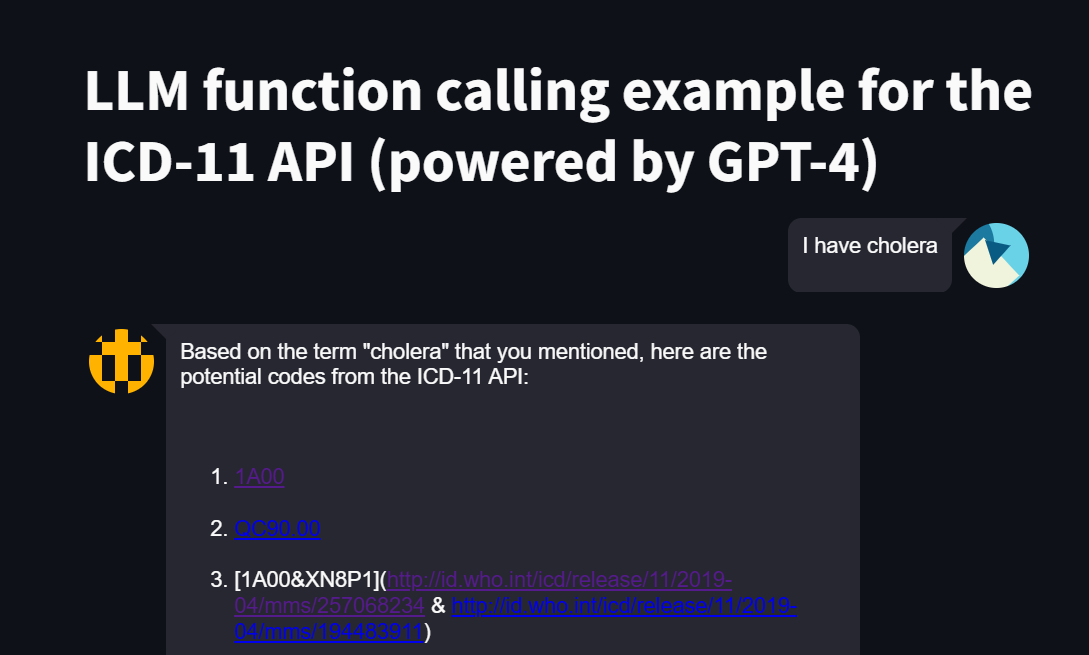 LLM function calling example for the
ICD-11 API (powered by GPT-4)
I have cholera
Based on the term "cholera" that you mentioned, here are the
potential codes from the ICD-11 API:
1. 1A00
2. QC90.00
3. [1A00&XN8P1](http://id.who.int/icd/release/11/2019-
04/mms/257068234 & http://id.who.int/icd/release/11/2019-
04/mms/194483911)